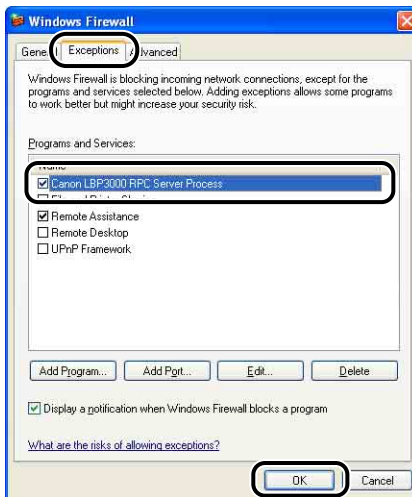 Windows Firewall
Exceptions
Windows Firewall is blocking incoming network connections, except for the
programs and services selected below. Adding exceptions allows some programs
to work better but might increase your security risk.
Programs and Services:
Name
Canon LBP3000 RPC Server Process
Remote Assistance
Remote Desktop
UPnP Framework
Add Program... Add Port... Edit... Delete
Display a notification when Windows Firewall blocks a program
What are the risks of allowing exceptions?
OK Cancel